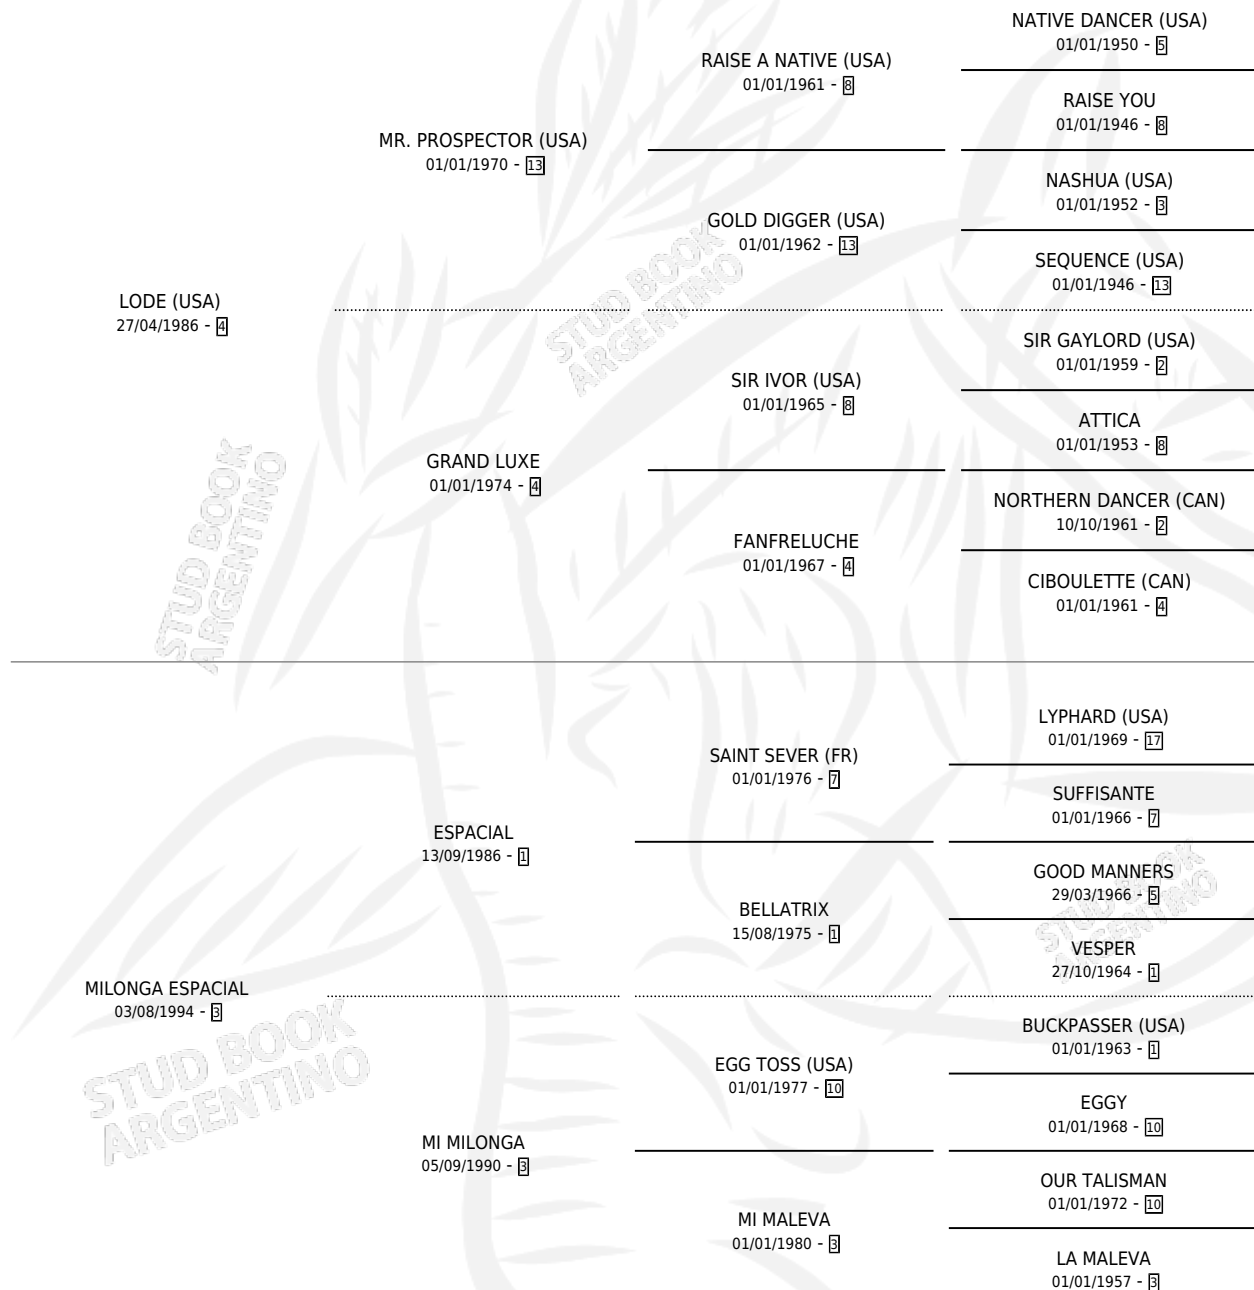 NATIVE DANCER (USA)
01/01/1950 - 5
RAISE A NATIVE (USA)
01/01/1961 - 8
RAISE YOU
01/01/1946 - 8
MR. PROSPECTOR (USA)
01/01/1970 - 13
NASHUA (USA)
01/01/1952 - 3
GOLD DIGGER (USA)
01/01/1962 - 13
SEQUENCE (USA)
01/01/1946 - 13
LODE (USA)
27/04/1986 - 4
SIR GAYLORD (USA)
01/01/1959 - 2
SIR IVOR (USA)
01/01/1965 - 8
ATTICA
01/01/1953 - 8
GRAND LUXE
01/01/1974 - 4
NORTHERN DANCER (CAN)
10/10/1961 - 2
FANFRELUCHE
01/01/1967 - 4
CIBOULETTE (CAN)
01/01/1961 - 4
LYPHARD (USA)
01/01/1969 - 17
SAINT SEVER (FR)
01/01/1976 - 7
SUFFISANTE
01/01/1966 - 7
ESPACIAL
13/09/1986 - 1
GOOD MANNERS
29/03/1966 - 5
BELLATRIX
15/08/1975 - 1
VESPER
27/10/1964 - 1
MILONGA ESPACIAL
03/08/1994 - 3
BUCKPASSER (USA)
01/01/1963 - 1
EGG TOSS (USA)
01/01/1977 - 10
EGGY
01/01/1968 - 10
MI MILONGA
05/09/1990 - 3
OUR TALISMAN
01/01/1972 - 10
MI MALEVA
01/01/1980 - 3
LA MALEVA
01/01/1957 - 3
STUD BOOK
ARGENTINO
STUD BOOK
ARGENTINO
STUD BOOK
ARGENTINO
STUD BOOK
ARGENTINO